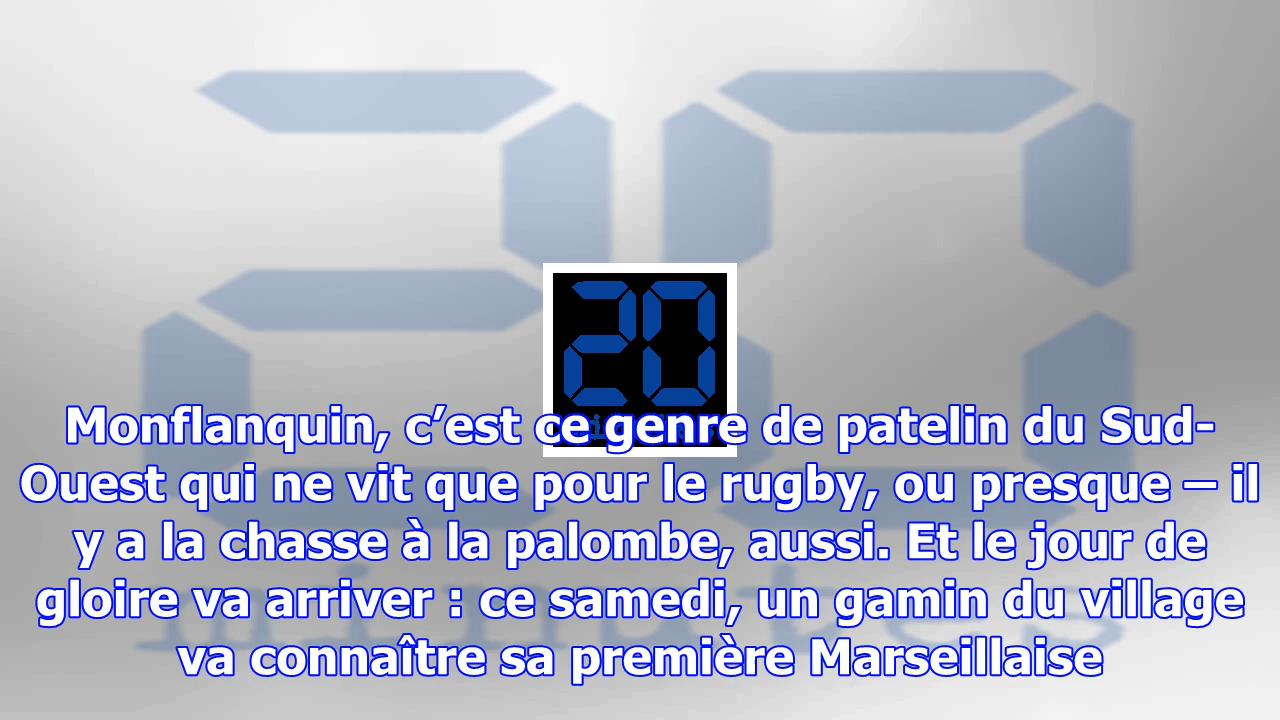 20
minutes
Monflanquin, c’est ce genre de patelin du Sud-
Ouest qui ne vit que pour le rugby, ou presque – il
y a la chasse à la palombe, aussi. Et le jour de
gloire va arriver : ce samedi, un gamin du village
va connaître sa première Marseillaise